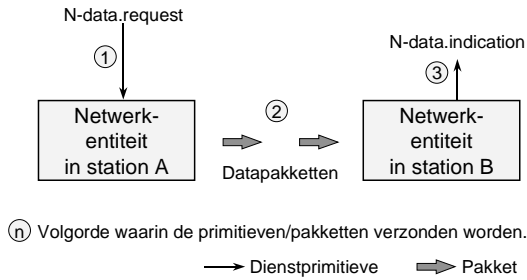 N-data.request
N-data.indication
1
3
2
Netwerk-
entiteit
in station A
Netwerk-
entiteit
in station B
Datapakketten
n Volgorde waarin de primitieven/pakketten verzonden worden.
Dienstprimitieve
Pakket